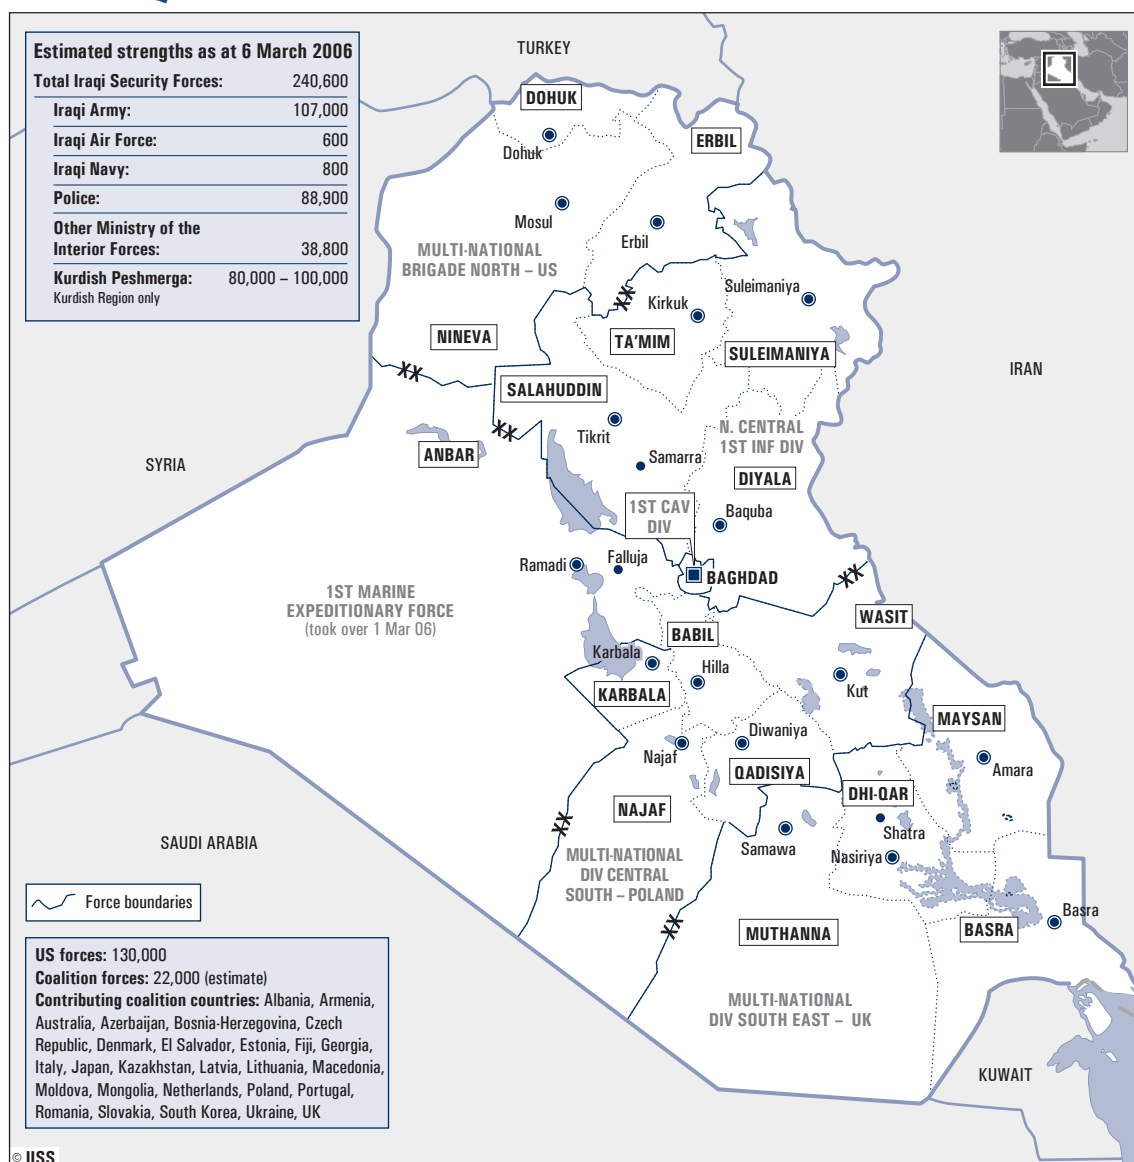 Estimated strengths as at 6 March 2006
Total Iraqi Security Forces: 240,600
Iraqi Army: 107,000
Iraqi Air Force: 600
Iraqi Navy: 800
Police: 88,900
Other Ministry of the
Interior Forces: 38,800
Kurdish Peshmerga: 80,000 – 100,000
Kurdish Region only
TURKEY
DOHUK
Dohuk
ERBIL
Mosul
Erbil
MULTI-NATIONAL
BRIGADE NORTH – US
Suleimaniya
Kirkuk
NINEVA
TA'MIM
SULEIMANIYA
IRAN
SALAHUDDIN
Tikrit
N. CENTRAL
1ST INF DIV
ANBAR
SYRIA
Samarra
DIYALA
1ST CAV
DIV
Baquba
Ramadi
Falluja
BAGHDAD
1ST MARINE
EXPEDITIONARY FORCE
(took over 1 Mar 06)
WASIT
BABIL
Karbala
Hilla
Kut
KARBALA
MAYSAN
Najaf
Diwaniya
Amara
QADISIYA
DHI-QAR
NAJAF
Shatra
SAUDI ARABIA
Samawa
Nasiriya
MULTI-NATIONAL
DIV CENTRAL
SOUTH – POLAND
Force boundaries
Basra
BASRA
MUTHANNA
MULTI-NATIONAL
DIV SOUTH EAST – UK
KUWAIT
US forces: 130,000
Coalition forces: 22,000 (estimate)
Contributing coalition countries: Albania, Armenia,
Australia, Azerbaijan, Bosnia-Herzegovina, Czech
Republic, Denmark, El Salvador, Estonia, Fiji, Georgia,
Italy, Japan, Kazakhstan, Latvia, Lithuania, Macedonia,
Moldova, Mongolia, Netherlands, Poland, Portugal,
Romania, Slovakia, South Korea, Ukraine, UK
© IISS